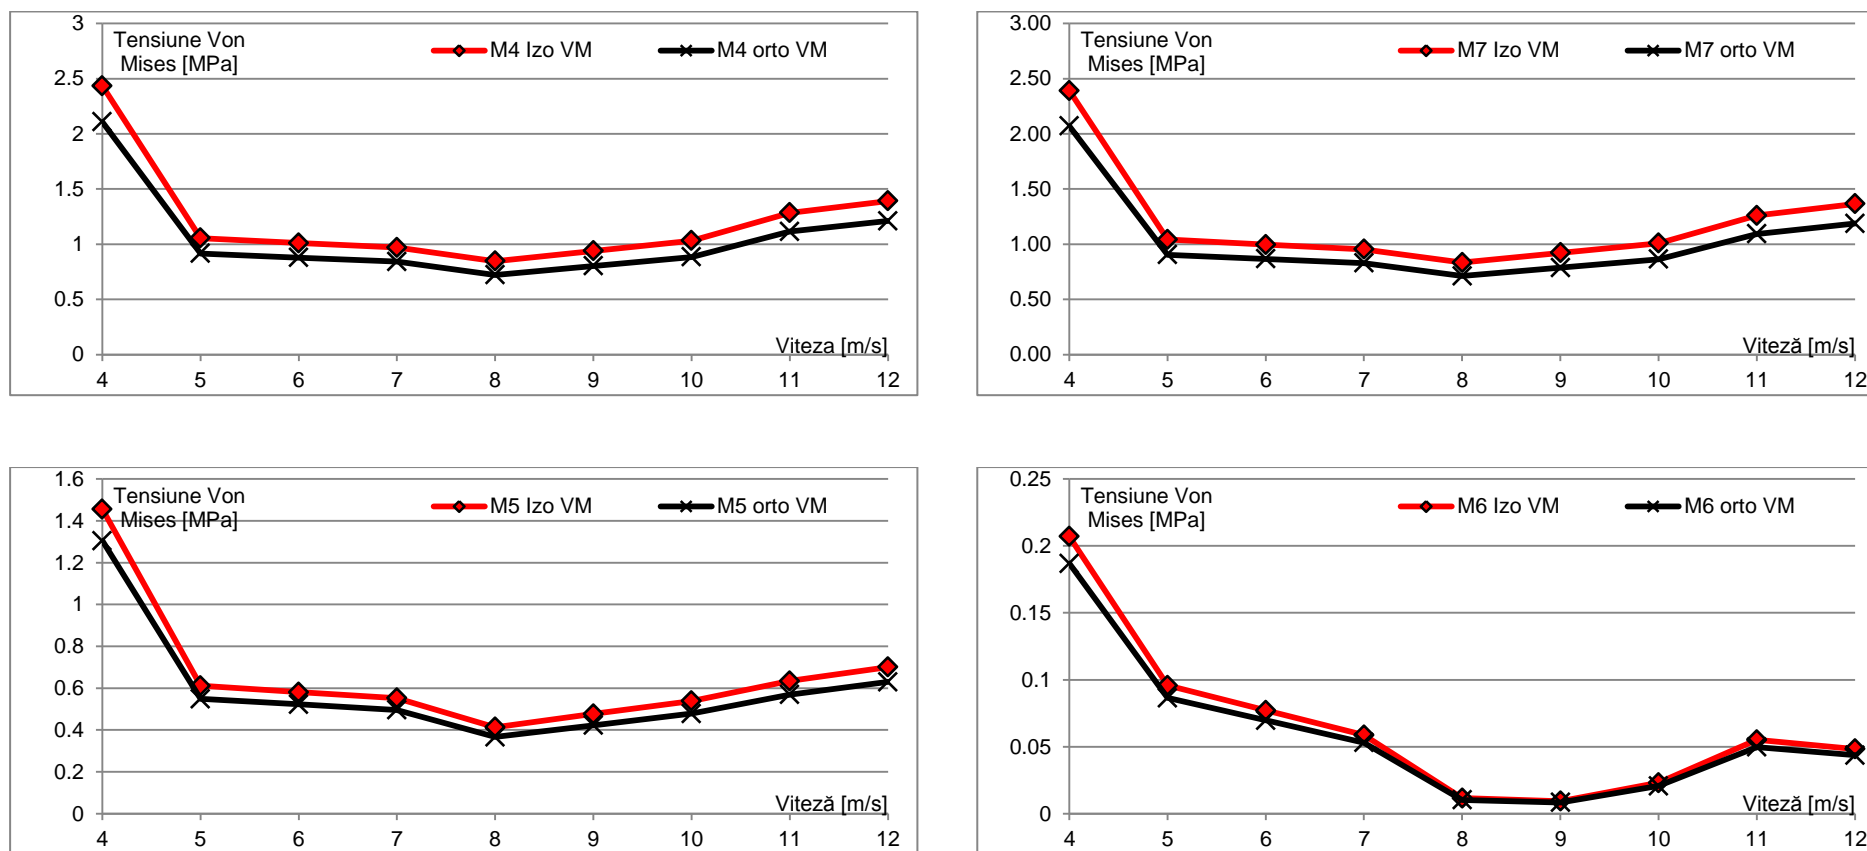 3
Tensiune Von
Mises [MPa]
M4 Izo VM
M4 orto VM
2.5
2
1.5
1
0.5
0
Viteza [m/s]
4 5 6 7 8 9 10 11 12
3.00
Tensiune Von
Mises [MPa]
M7 Izo VM
M7 orto VM
2.50
2.00
1.50
1.00
0.50
0.00
Viteză [m/s]
4 5 6 7 8 9 10 11 12
1.6
Tensiune Von
Mises [MPa]
M5 Izo VM
M5 orto VM
1.4
1.2
1
0.8
0.6
0.4
0.2
0
Viteză [m/s]
4 5 6 7 8 9 10 11 12
0.25
Tensiune Von
Mises [MPa]
M6 Izo VM
M6 orto VM
0.2
0.15
0.1
0.05
0
Viteză [m/s]
4 5 6 7 8 9 10 11 12